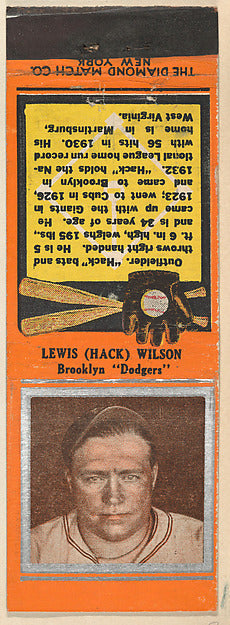 LEWIS (HACK) WILSON
Brooklyn "Dodgers"
Outfielder. "Hack" bats and
throws right handed. He is 5
ft. 6 in. high, weighs 195 lbs.,
and 34 years of age. He
came up with the Giants in
1923; went to Cubs in 1926,
and came to Brooklyn in
1932. "Hack" holds the Na-
tional League home run record
with 56 hits in 1930. His
home is in Martinsburg,
West Virginia.
THE DIAMOND MATCH CO.
NEW YORK